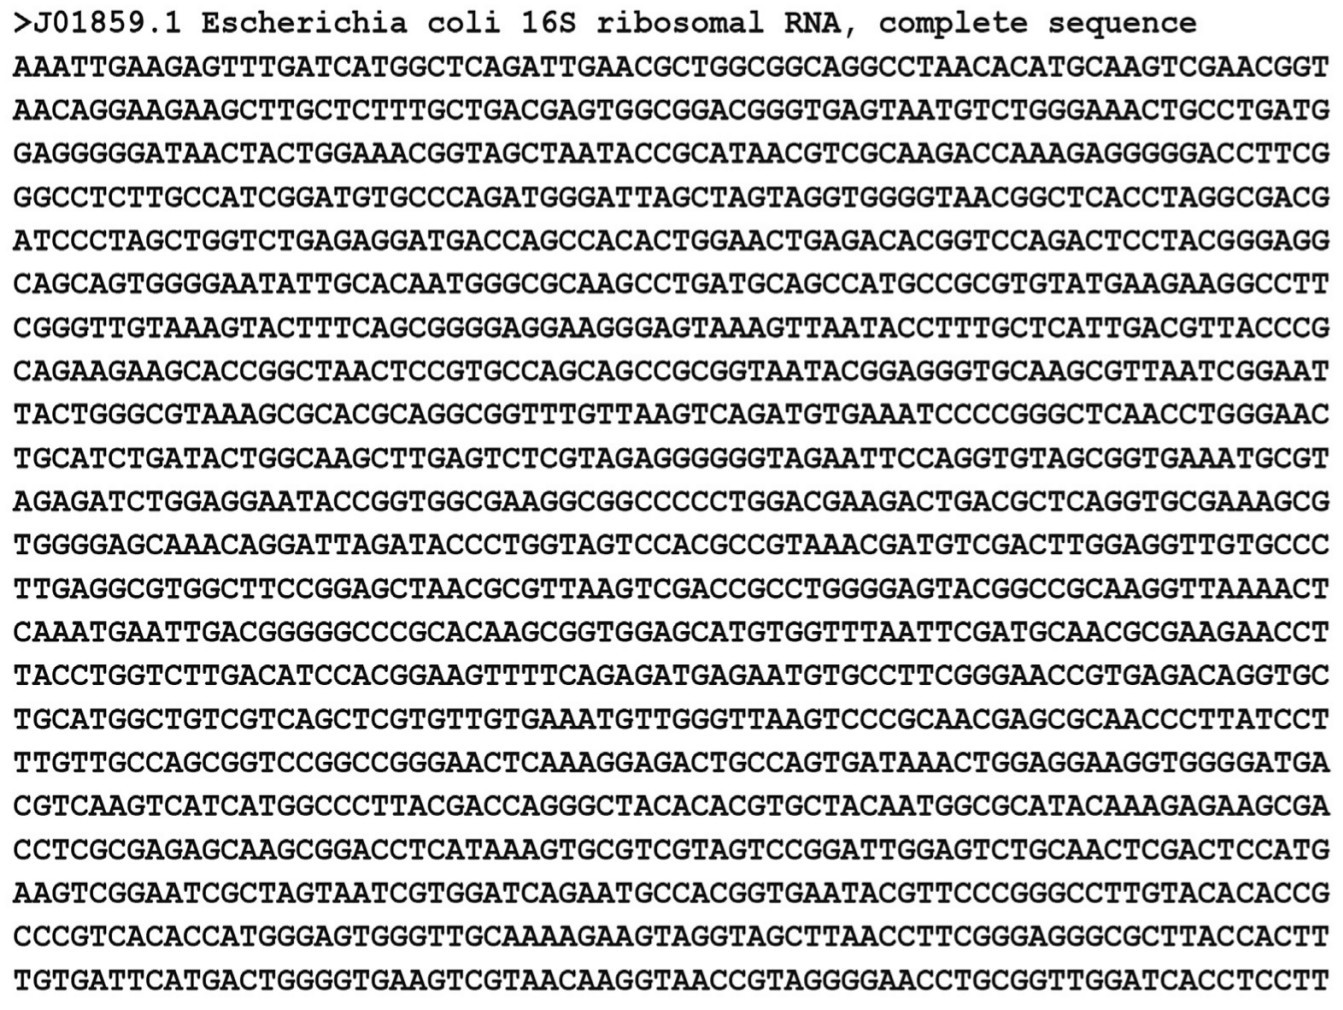 >J01859.1 Escherichia coli 16S ribosomal RNA, complete sequence
AAATTGAAGAGTTTGATCATGGCTCAGATTGAACGCTGGCGGCAGGCCTAACACATGCAAGTCGAACGGT
AACAGGAAGAAGCTTGCTCTTTGCTGACGAGTGGCGGACGGGTGAGTAATGTCTGGGAAACTGCCTGATG
GAGGGGGATAACTACTGGAAACGGTAGCTAATACCGCATAACGTCGCAAGACCAAAGAGGGGGACCTTCG
GGCCTCTTGCCATCGGATGTGCCCAGATGGGATTAGCTAGTAGGTGGGGTAACGGCTCACCTAGGCGACG
ATCCCTAGCTGGTCTGAGAGGATGACCAGCCACACTGGAACTGAGACACGGTCCAGACTCCTACGGGAGG
CAGCAGTGGGGAATATTGCACAATGGGCGCAAGCCTGATGCAGCCATGCCGCGTGTATGAAGAAGGCCTT
CGGGTTGTAAAGTACTTTCAGCGGGGAGGAAGGGAGTAAAGTTAATACCTTTGCTCATTGACGTTACCCG
CAGAAGAAGCACCGGCTAACTCCGTGCCAGCAGCCGCGGTAATACGGAGGGTGCAAGCGTTAATCGGAAT
TACTGGGCGTAAAGCGCACGCAGGCGGTTTGTTAAGTCAGATGTGAAATCCCCGGGCTCAACCTGGGAAC
TGCATCTGATACTGGCAAGCTTGAGTCTCGTAGAGGGGGGTAGAATTCCAGGTGTAGCGGTGAAATGCGT
AGAGATCTGGAGGAATACCGGTGGCGAAGGCGGCCCCCTGGACGAAGACTGACGCTCAGGTGCGAAAGCG
TGGGGAGCAAACAGGATTAGATACCCTGGTAGTCCACGCCGTAAACGATGTCGACTTGGAGGTTGTGCCC
TTGAGGCGTGGCTTCCGGAGCTAACGCGTTAAGTCGACCGCCTGGGGAGTACGGCCGCAAGGTTAAAACT
CAAATGAATTGACGGGGGCCCGCACAAGCGGTGGAGCATGTGGTTTAATTCGATGCAACGCGAAGAACCT
TACCTGGTCTTGACATCCACGGAAGTTTTCAGAGATGAGAATGTGCCTTCGGGAACCGTGAGACAGGTGC
TGCATGGCTGTCGTCAGCTCGTGTTGTGAAATGTTGGGTTAAGTCCCGCAACGAGCGCAACCCTTATCCT
TTGTTGCCAGCGGTCCGGCCGGGAACTCAAAGGAGACTGCCAGTGATAAACTGGAGGAAGGTGGGGATGA
CGTCAAGTCATCATGGCCCTTACGACCAGGGCTACACACGTGCTACAATGGCGCATACAAAGAGAAGCGA
CCTCGCGAGAGCAAGCGGACCTCATAAAGTGCGTCGTAGTCCGGATTGGAGTCTGCAACTCGACTCCATG
AAGTCGGAATCGCTAGTAATCGTGGATCAGAATGCCACGGTGAATACGTTCCCGGGCCTTGTACACACCG
CCCGTCACACCATGGGAGTGGGTTGCAAAAGAAGTAGGTAGCTTAACCTTCGGGAGGGCGCTTACCACTT
TGTGATTCATGACTGGGGTGAAGTCGTAACAAGGTAACCGTAGGGGAACCTGCGGTTGGATCACCTCCTT